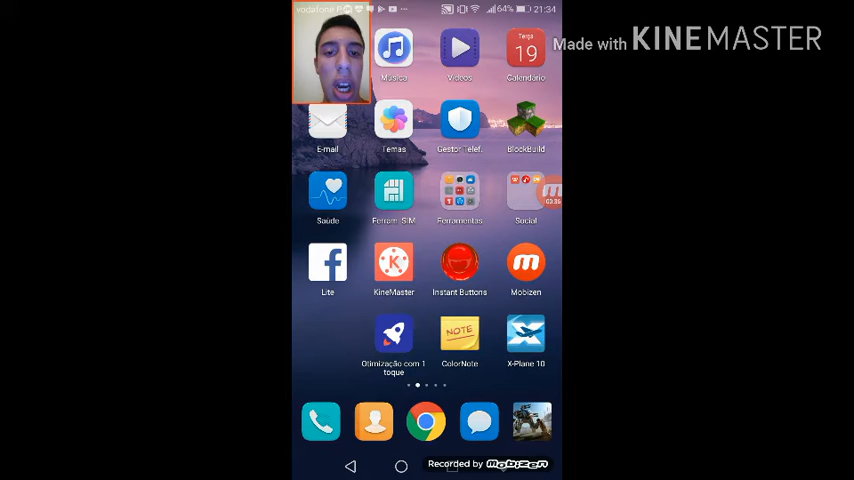 vodafone P
64% 21:34
Made with KINEMASTER
Música
Vídeos
Terça
19
Calendário
E-mail
Temas
Gestor Telef.
BlockBuild
Saúde
Ferram. SIM
Ferramentas
Social
03:36
Lite
KineMaster
Instant Buttons
Mobizen
NOTE
Otimização com 1
toque
ColorNote
X-Plane 10
Recorded by mobizen